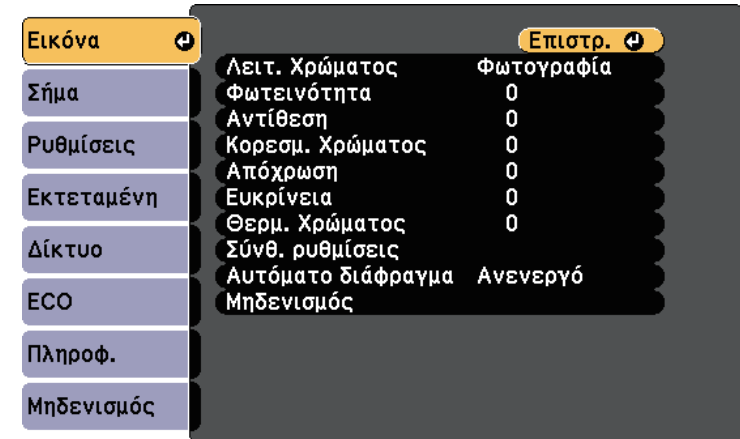 Εικόνα
Σήμα
Ρυθμίσεις
Εκτεταμένη
Δίκτυο
ECO
Πληροφ.
Μηδενισμός
Επιστρ.
Λειτ. Χρώματος Φωτογραφία
Φωτεινότητα 0
Αντίθεση 0
Κορεσμ. Χρώματος 0
Απόχρωση 0
Ευκρίνεια 0
Θερμ. Χρώματος 0
Σύνθ. ρυθμίσεις
Αυτόματο διάφραγμα Ανενεργό
Μηδενισμός